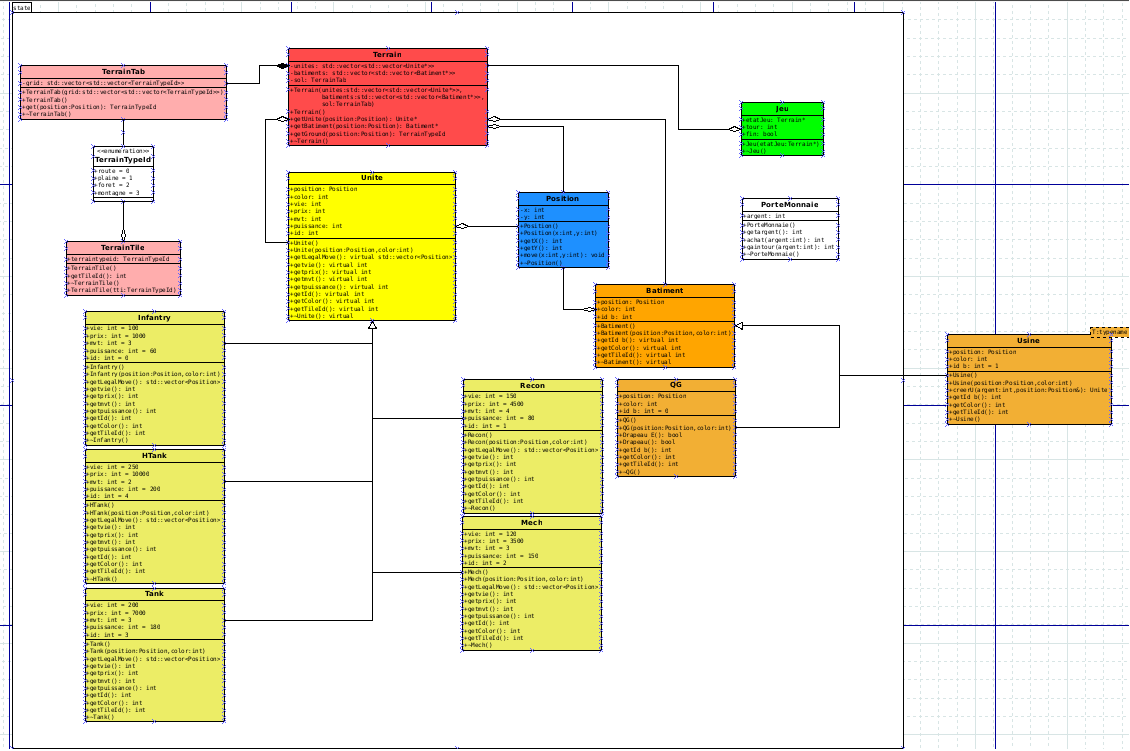 state
TerrainTab
-grid: std::vector<std::vector<TerrainTypeId>>
+TerrainTab(grid:std::vector<std::vector<TerrainTypeId>>)
+TerrainTab()
+get(position:Position): TerrainTypeId
+~TerrainTab()
<<enumeration>>
TerrainTypeId
+route = 0
+plaine = 1
+foret = 2
+montagne = 3
TerrainTile
+terraintypeid: TerrainTypeId
+TerrainTile()
+getTileId(): int
+~TerrainTile()
+TerrainTile(tti:TerrainTypeId)
Terrain
-unites: std::vector<std::vector<Unite*>>
-batiments: std::vector<std::vector<Batiment*>>
-sol: TerrainTab
+Terrain(unites:std::vector<std::vector<Unite*>>,
batiments:std::vector<std::vector<Batiment*>>,
sol:TerrainTab)
+Terrain()
+getUnite(position:Position): Unite*
+getBatiment(position:Position): Batiment*
+getGround(position:Position): TerrainTypeId
+~Terrain()
Jeu
+etatJeu: Terrain*
+tour: int
+fin: bool
+Jeu(etatJeu:Terrain*)
+~Jeu()
Unite
+position: Position
+color: int
+vie: int
+prix: int
+mvt: int
+puissance: int
+id: int
+Unite()
+Unite(position:Position,color:int)
+getLegalMove(): virtual std::vector<Position>
+getvie(): virtual int
+getprix(): virtual int
+getmvt(): virtual int
+getpuissance(): virtual int
+getId(): virtual int
+getColor(): virtual int
+getTileId(): virtual int
+~Unite(): virtual
Position
-x: int
-y: int
+Position()
+Position(x:int,y:int)
+getX(): int
+getY(): int
+move(x:int,y:int): void
+~Position()
PorteMonnaie
+argent: int
+PorteMonnaie()
+getargent(): int
+achat(argent:int): int
+gaintour(argent:int): int
+~PorteMonnaie()
Batiment
+position: Position
+color: int
+id b: int
+Batiment()
+Batiment(position:Position,color:int)
+getId b(): virtual int
+getColor(): virtual int
+getTileId(): virtual int
+~Batiment(): virtual
T:typename
Usine
+position: Position
+color: int
+id b: int = 1
+Usine()
+Usine(position:Position,color:int)
+creerU(argent:int,position:Position&): Unite
+getId b(): int
+getColor(): int
+getTileId(): int
+~Usine()
Infantry
+vie: int = 100
+prix: int = 1000
+mvt: int = 3
+puissance: int = 60
+id: int = 0
+Infantry()
+Infantry(position:Position,color:int)
+getLegalMove(): std::vector<Position>
+getvie(): int
+getprix(): int
+getmvt(): int
+getpuissance(): int
+getId(): int
+getColor(): int
+getTileId(): int
+~Infantry()
Recon
+vie: int = 150
+prix: int = 4500
+mvt: int = 4
+puissance: int = 80
+id: int = 1
+Recon()
+Recon(position:Position,color:int)
+getLegalMove(): std::vector<Position>
+getvie(): int
+getprix(): int
+getmvt(): int
+getpuissance(): int
+getId(): int
+getColor(): int
+getTileId(): int
+~Recon()
QG
+position: Position
+color: int
+id b: int = 0
+QG()
+QG(position:Position,color:int)
+Drapeau E(): bool
+Drapeau(): bool
+getId b(): int
+getColor(): int
+getTileId(): int
+~QG()
HTank
+vie: int = 250
+prix: int = 10000
+mvt: int = 2
+puissance: int = 200
+id: int = 4
+HTank()
+HTank(position:Position,color:int)
+getLegalMove(): std::vector<Position>
+getvie(): int
+getprix(): int
+getmvt(): int
+getpuissance(): int
+getId(): int
+getColor(): int
+getTileId(): int
+~HTank()
Mech
+vie: int = 120
+prix: int = 3500
+mvt: int = 3
+puissance: int = 150
+id: int = 2
+Mech()
+Mech(position:Position,color:int)
+getLegalMove(): std::vector<Position>
+getvie(): int
+getprix(): int
+getmvt(): int
+getpuissance(): int
+getId(): int
+getColor(): int
+getTileId(): int
+~Mech()
Tank
+vie: int = 200
+prix: int = 7000
+mvt: int = 3
+puissance: int = 180
+id: int = 3
+Tank()
+Tank(position:Position,color:int)
+getLegalMove(): std::vector<Position>
+getvie(): int
+getprix(): int
+getmvt(): int
+getpuissance(): int
+getId(): int
+getColor(): int
+getTileId(): int
+~Tank()